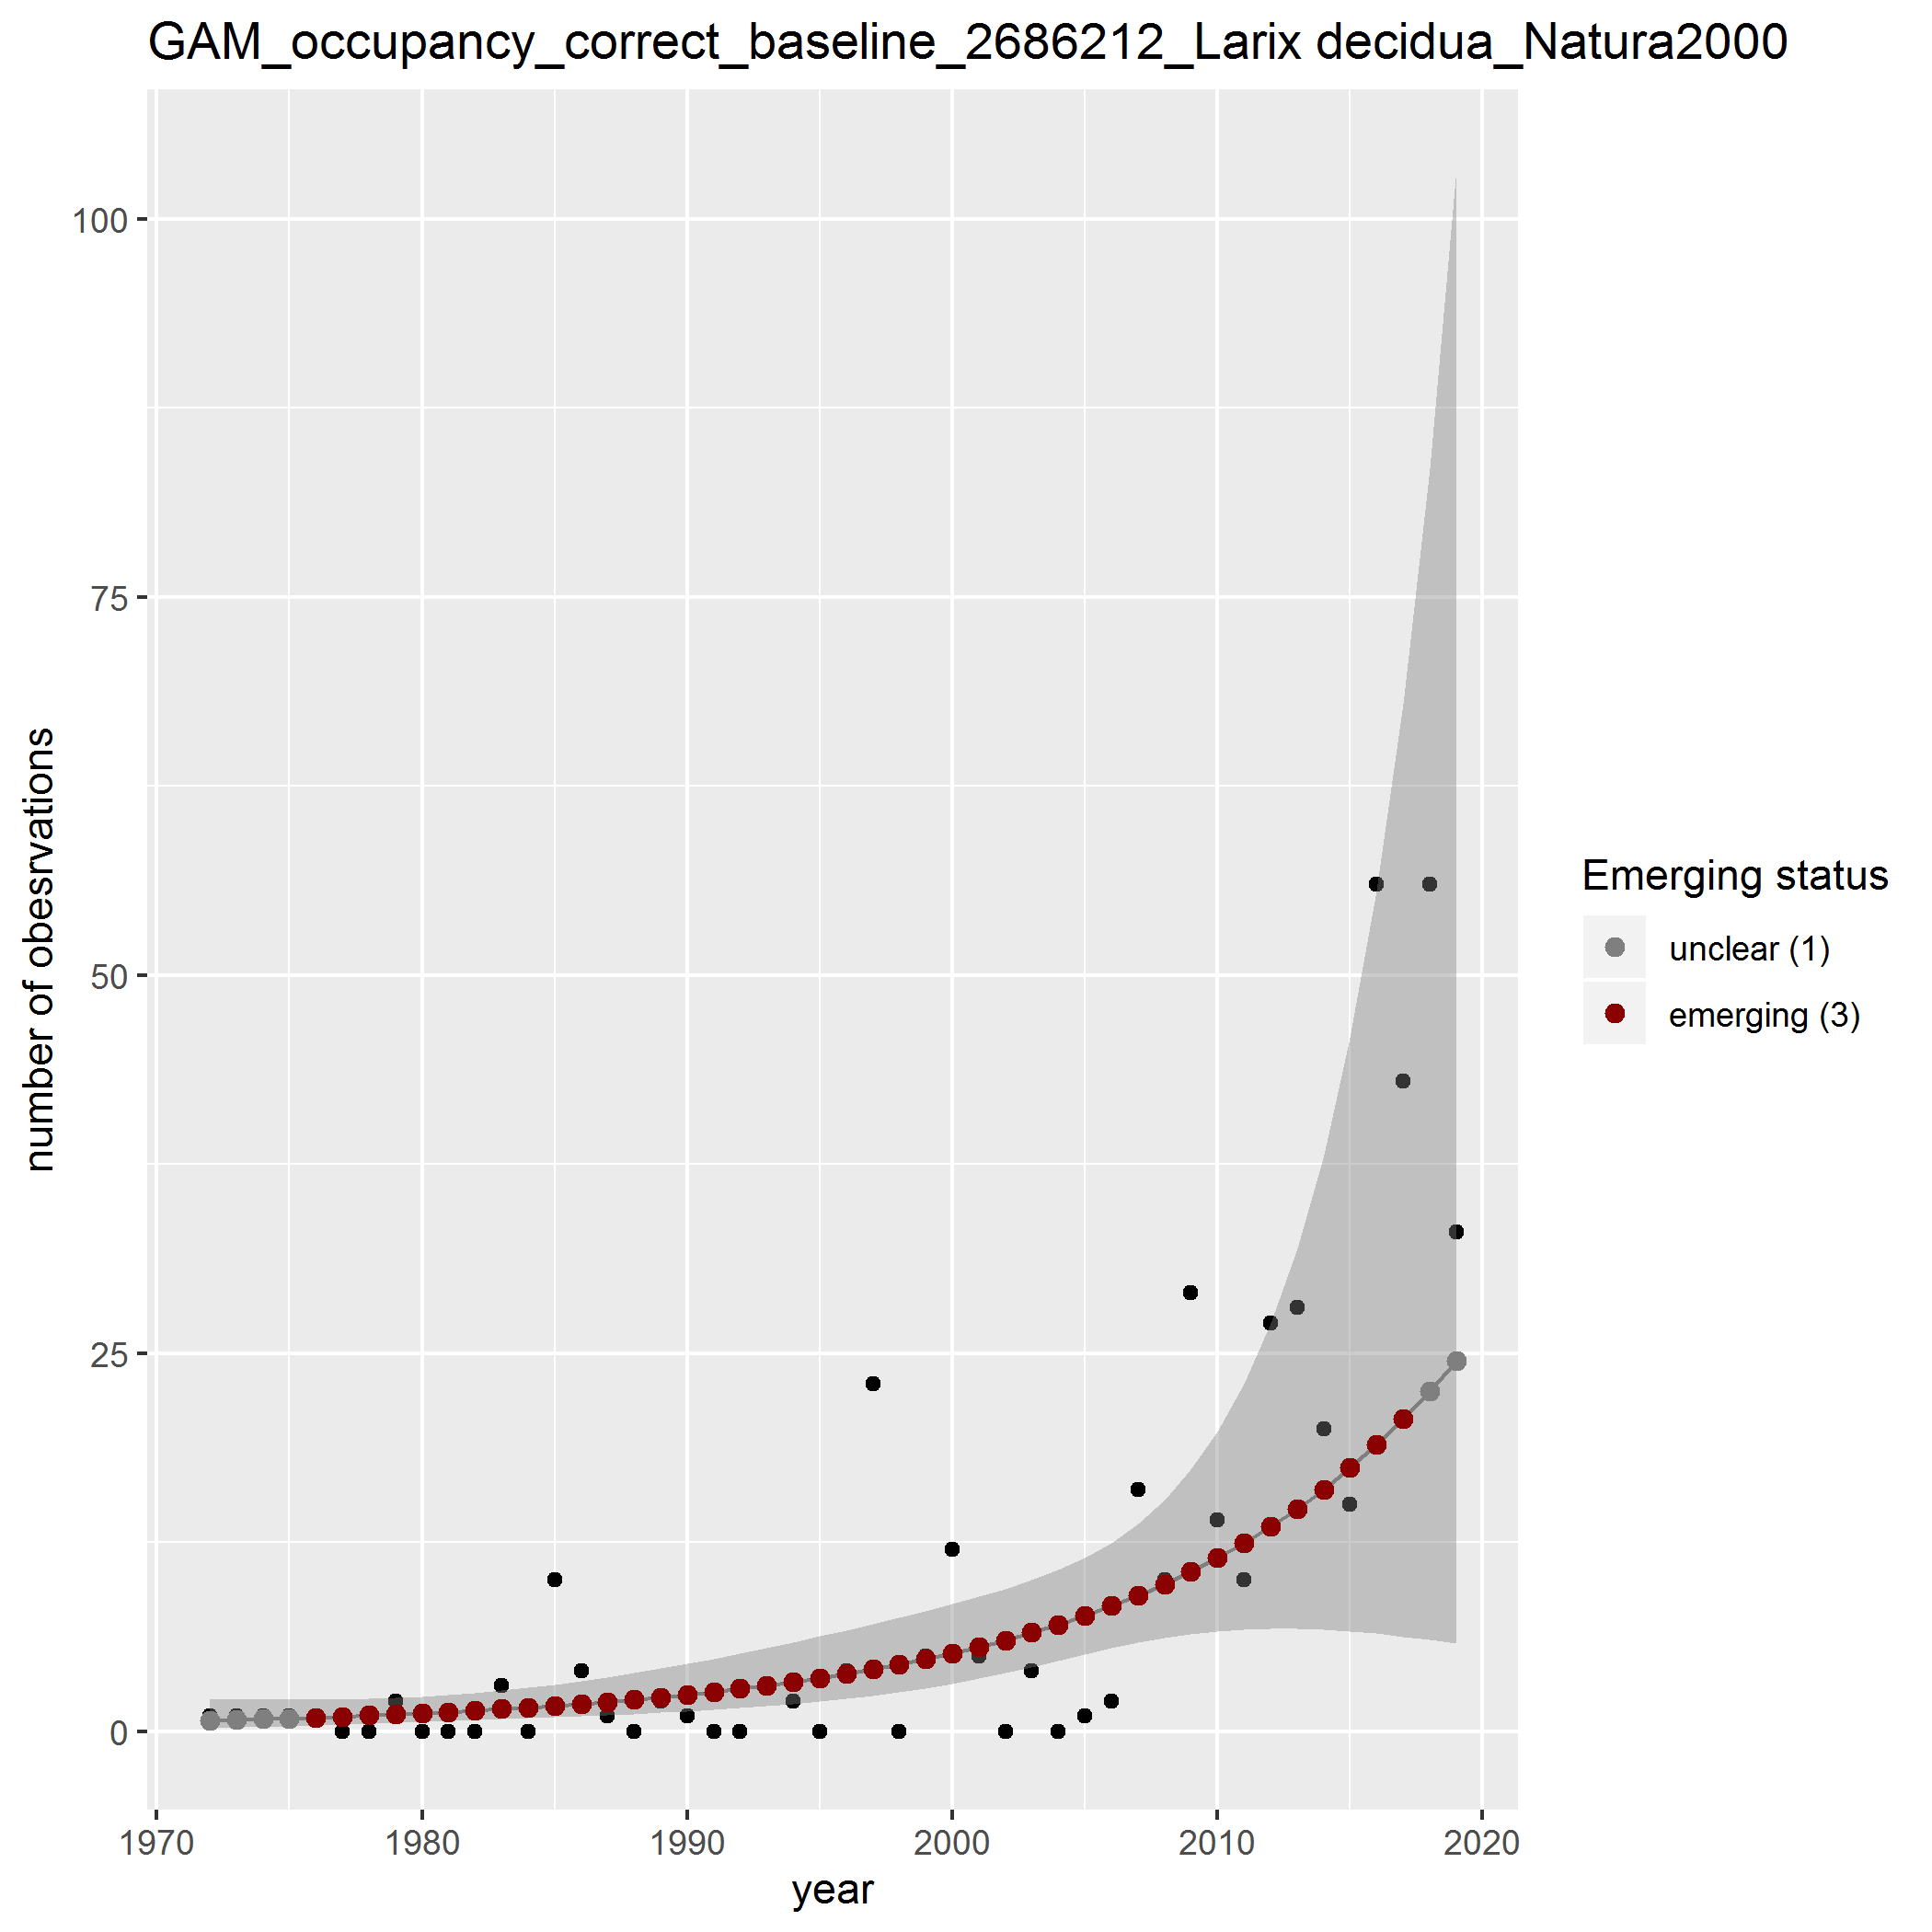 GAM_occupancy_correct_baseline_2686212_Larix decidua_Natura2000
100
75
50
25
0
number of obesrvations
1970 1980 1990 2000 2010 2020
year
Emerging status
unclear (1)
emerging (3)